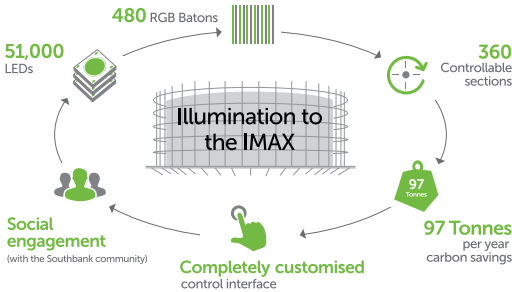 480 RGB Batons
51,000
LEDs
360
Controllable
sections
Illumination to
the IMAX
97
Tonnes
97 Tonnes
per year
carbon savings
Completely customised
control interface
Social
engagement
(with the Southbank community)